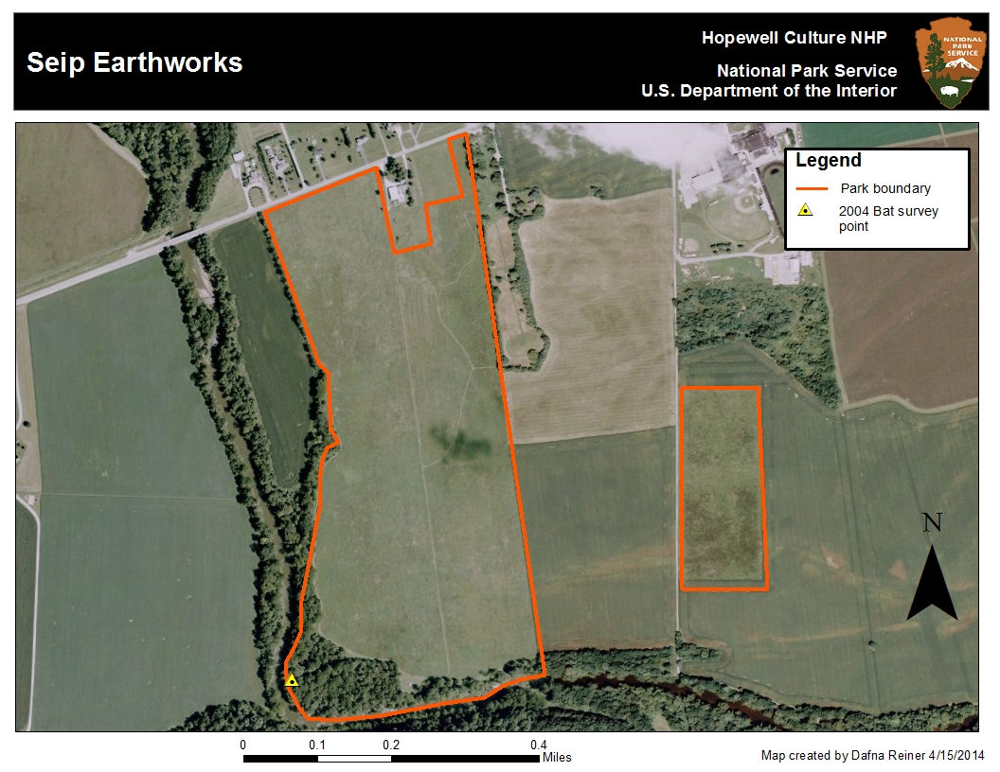 Seip Earthworks
Hopewell Culture NHP
National Park Service
U.S. Department of the Interior
NATIONAL
PARK
SERVICE
Legend
Park boundary
2004 Bat survey
point
N
0 0.1 0.2 0.4
Miles
Map created by Dafna Reiner 4/15/2014